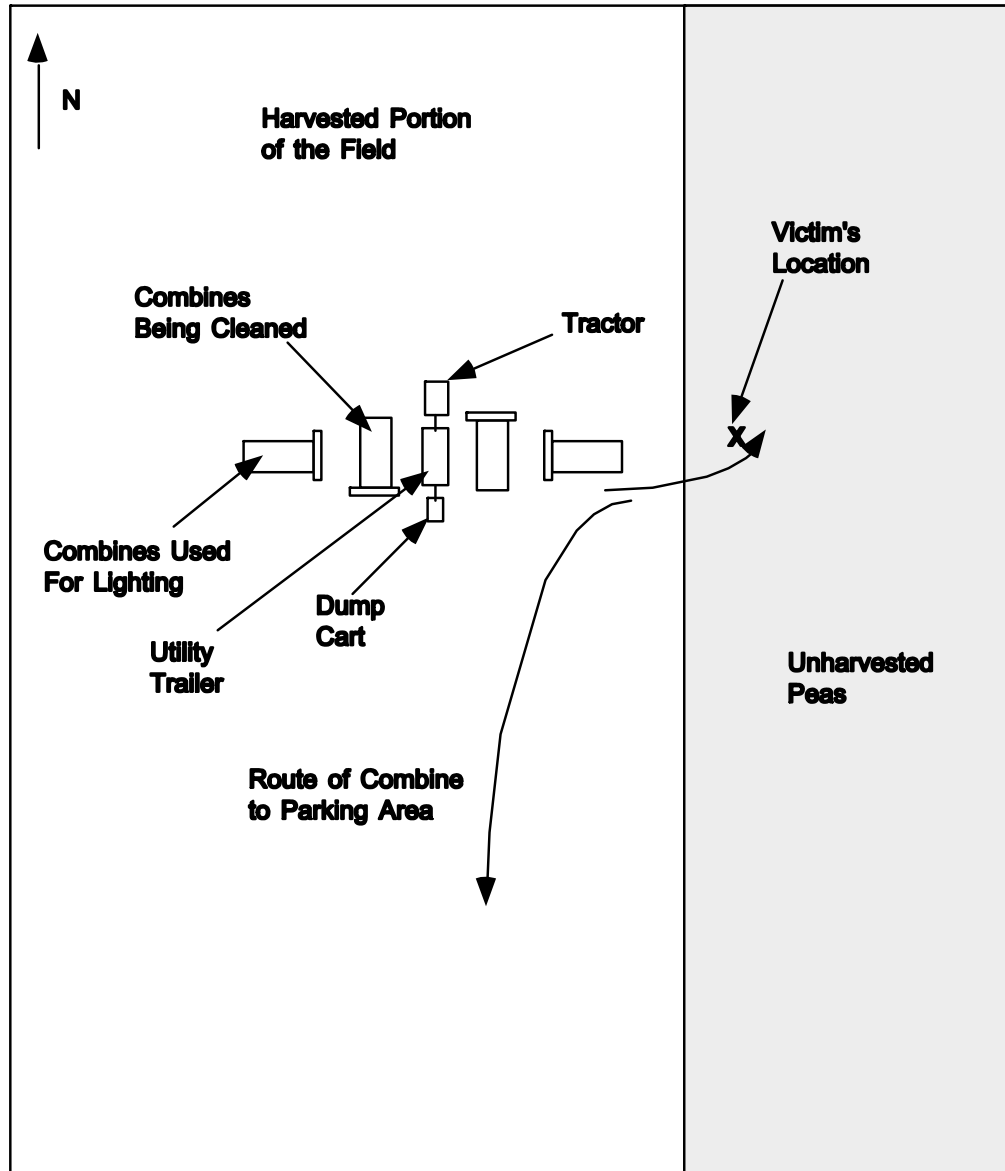 N
Harvested Portion
of the Field
Victim's
Location
Combines
Being Cleaned
Tractor
X
Combines Used
For Lighting
Dump
Cart
Utility
Trailer
Unharvested
Peas
Route of Combine
to Parking Area